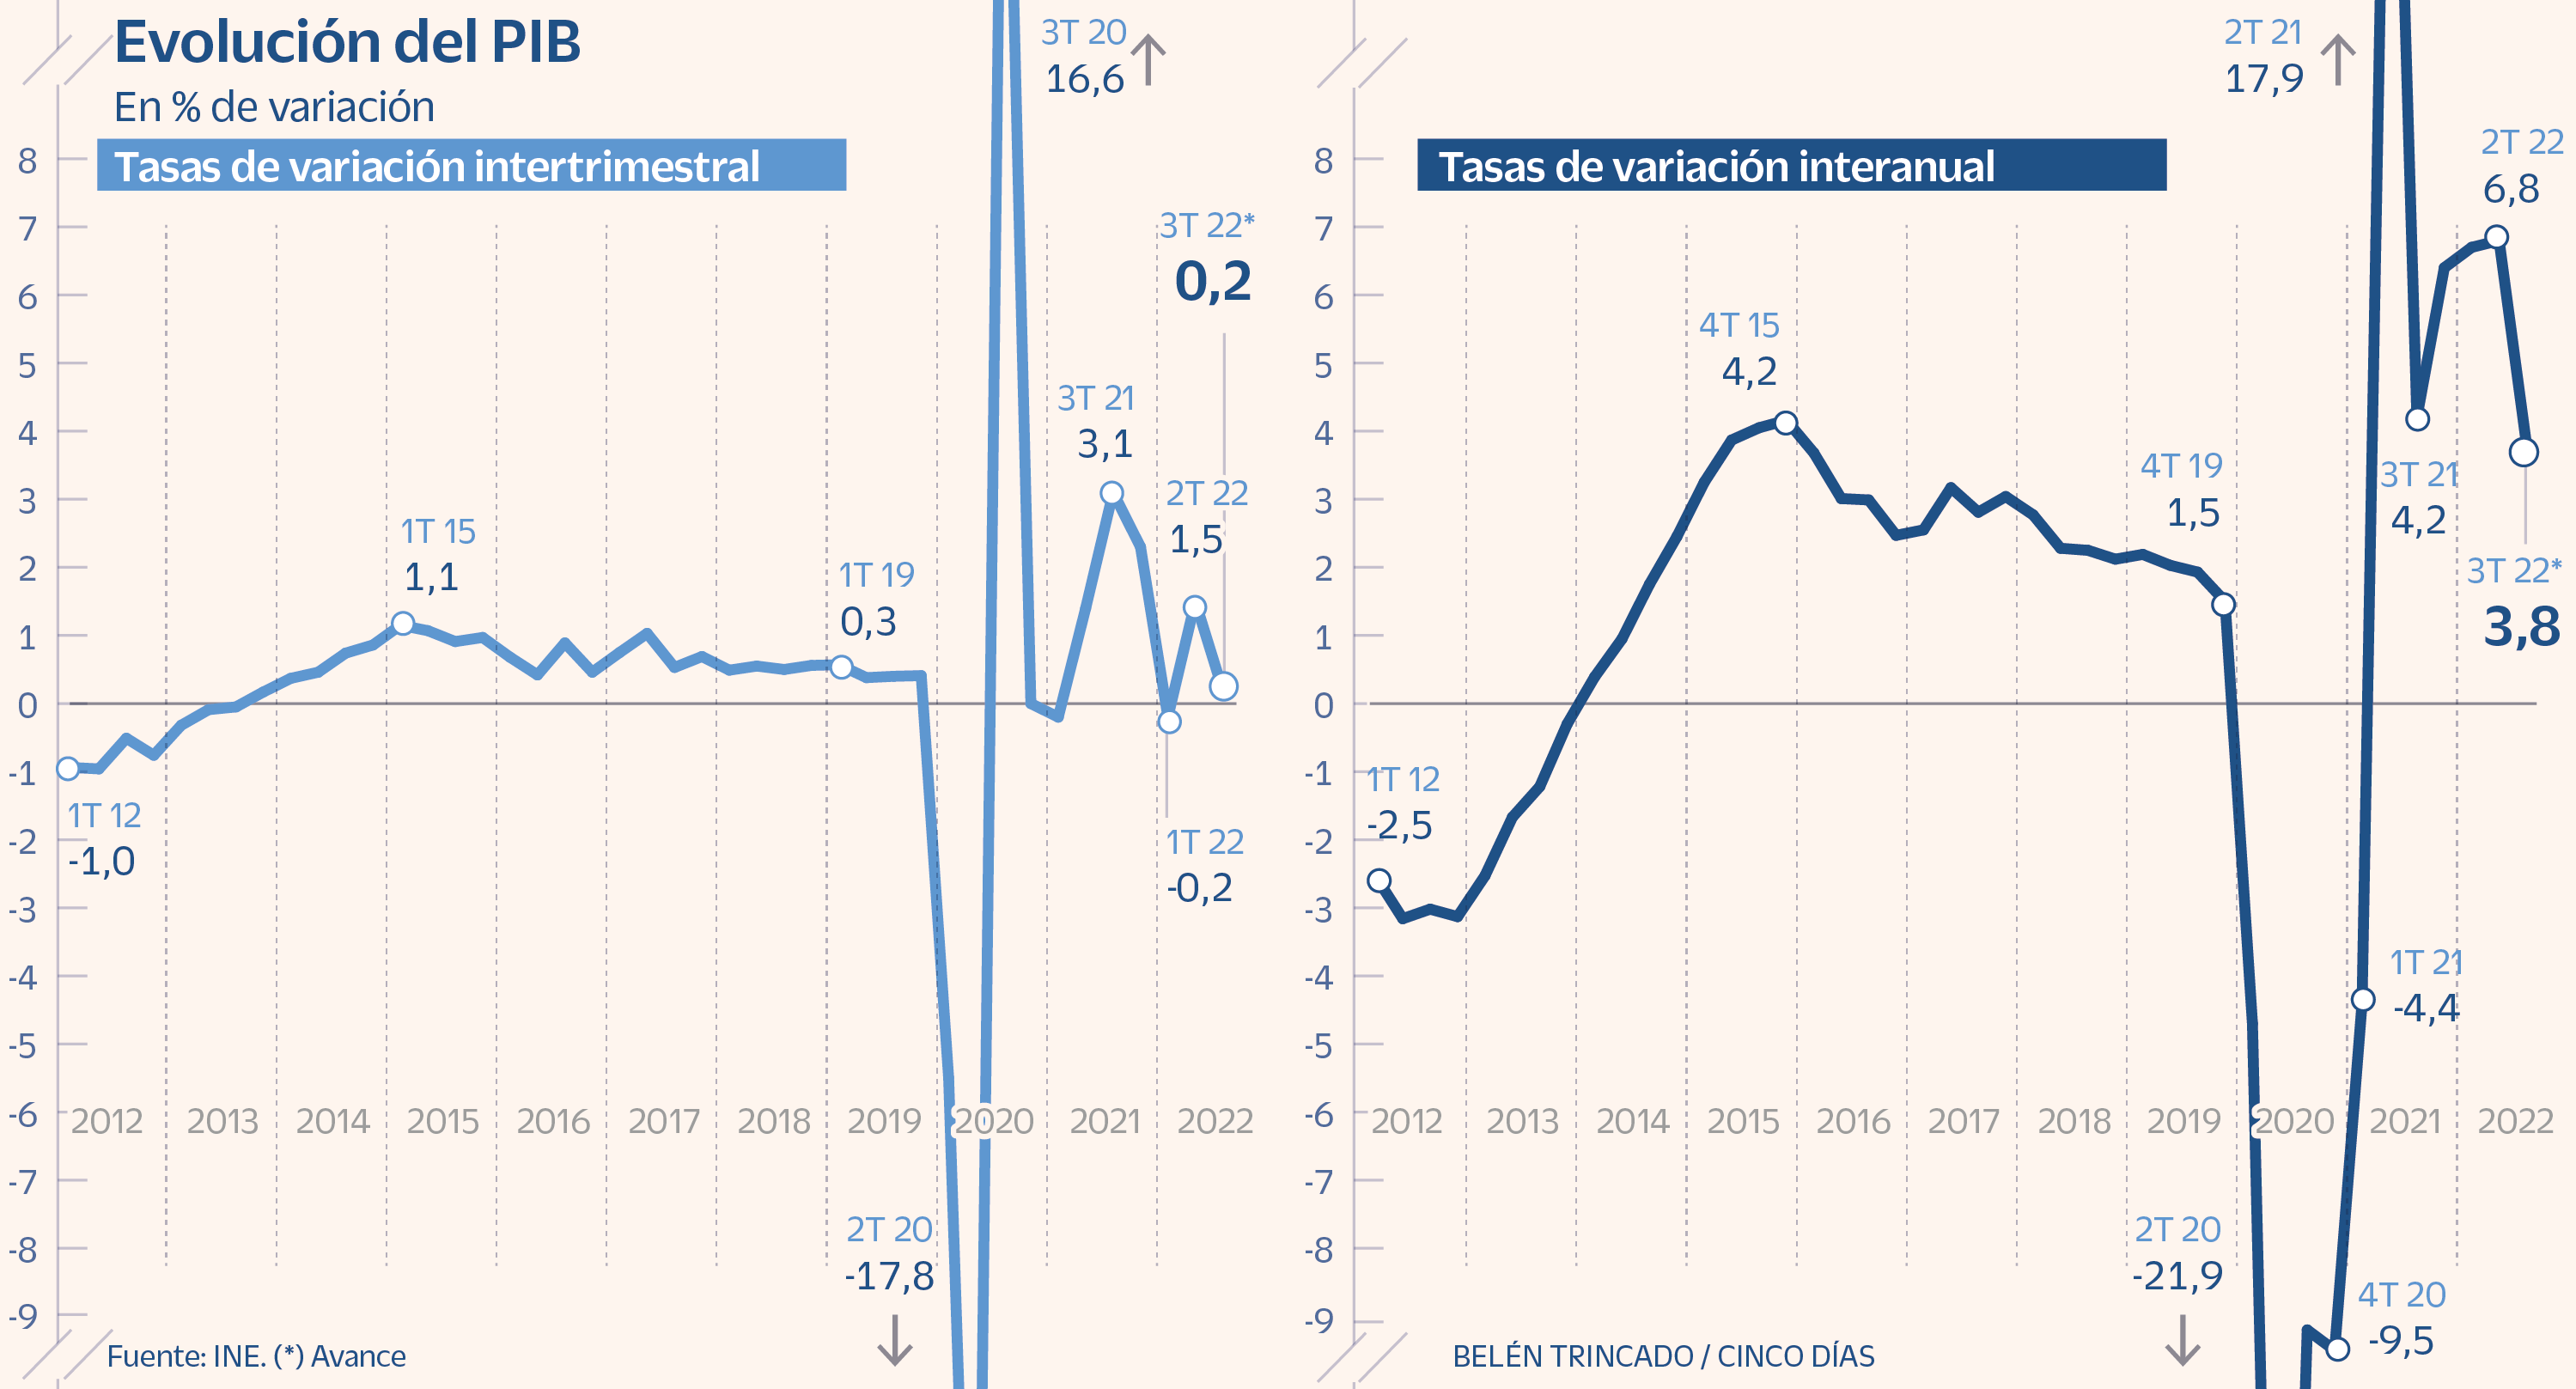 Evolución del PIB
En % de variación
Tasas de variación intertrimestral
8
7
6
5
4
3
2
1
0
-1
-2
-3
-4
-5
-6
-7
-8
-9
1T 12
-1,0
1T 15
1,1
1T 19
0,3
2T 20
-17,8
3T 20
16,6
3T 21
3,1
1T 22
-0,2
2T 22
1,5
3T 22*
0,2
2012 2013 2014 2015 2016 2017 2018 2019 2020 2021 2022
Fuente: INE. (*) Avance
Tasas de variación interanual
8
7
6
5
4
3
2
1
0
-1
-2
-3
-4
-5
-6
-7
-8
-9
1T 12
-2,5
4T 15
4,2
4T 19
1,5
2T 20
-21,9
4T 20
-9,5
1T 21
-4,4
2T 21
17,9
3T 21
4,2
2T 22
6,8
3T 22*
3,8
2012 2013 2014 2015 2016 2017 2018 2019 2020 2021 2022
BELÉN TRINCADO / CINCO DÍAS